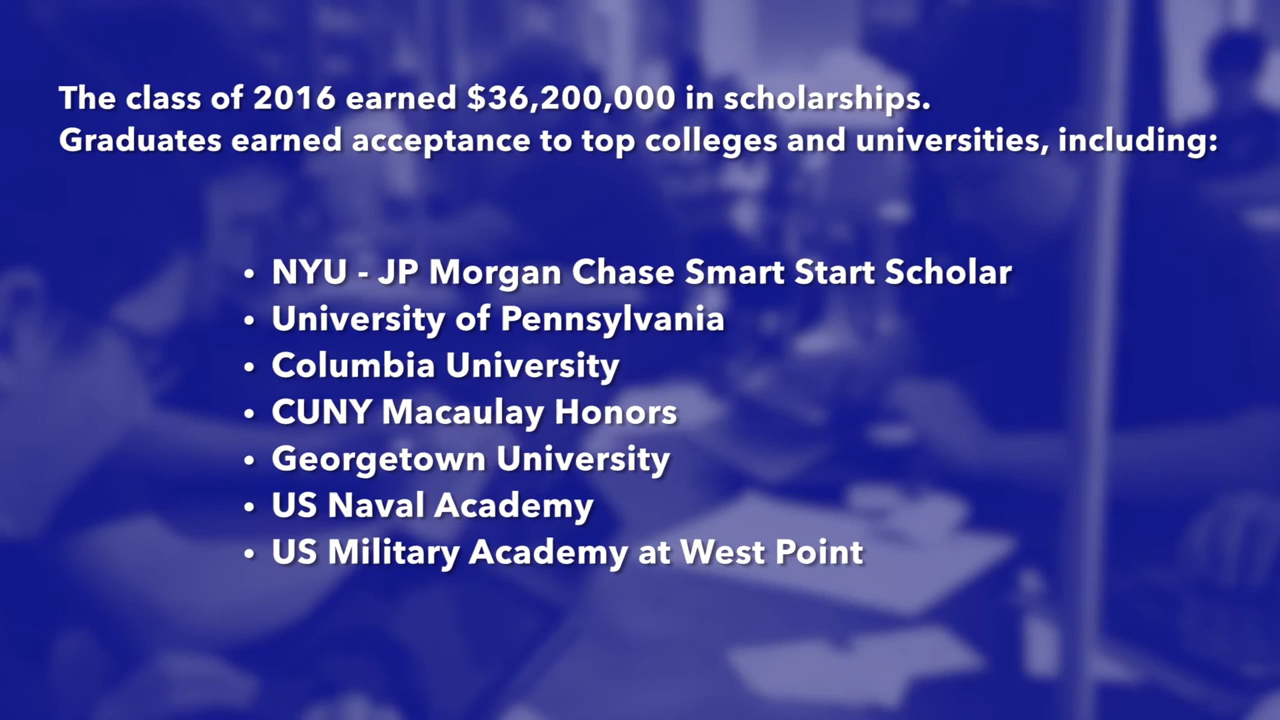 The class of 2016 earned $36,200,000 in scholarships.
Graduates earned acceptance to top colleges and universities, including:
• NYU - JP Morgan Chase Smart Start Scholar
• University of Pennsylvania
• Columbia University
• CUNY Macaulay Honors
• Georgetown University
• US Naval Academy
• US Military Academy at West Point